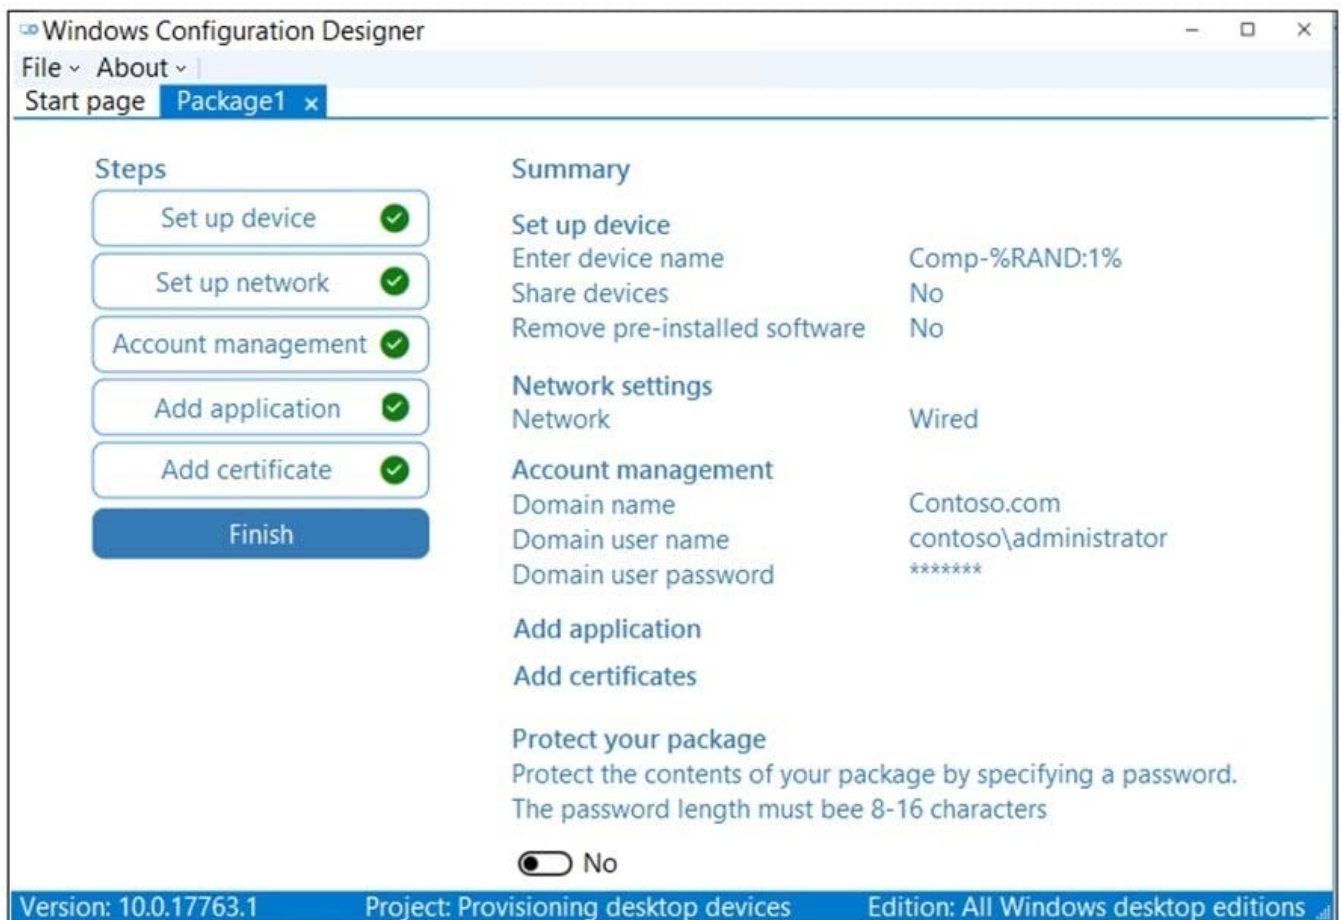 Windows Configuration Designer
File About
Start page Package1 ×
Steps
Set up device
Set up network
Account management
Add application
Add certificate
Finish
Summary
Set up device
Enter device name Comp-%RAND:1%
Share devices No
Remove pre-installed software No
Network settings
Network Wired
Account management
Domain name Contoso.com
Domain user name contoso\administrator
Domain user password *******
Add application
Add certificates
Protect your package
Protect the contents of your package by specifying a password.
The password length must bee 8-16 characters
No
Version: 10.0.17763.1 Project: Provisioning desktop devices Edition: All Windows desktop editions